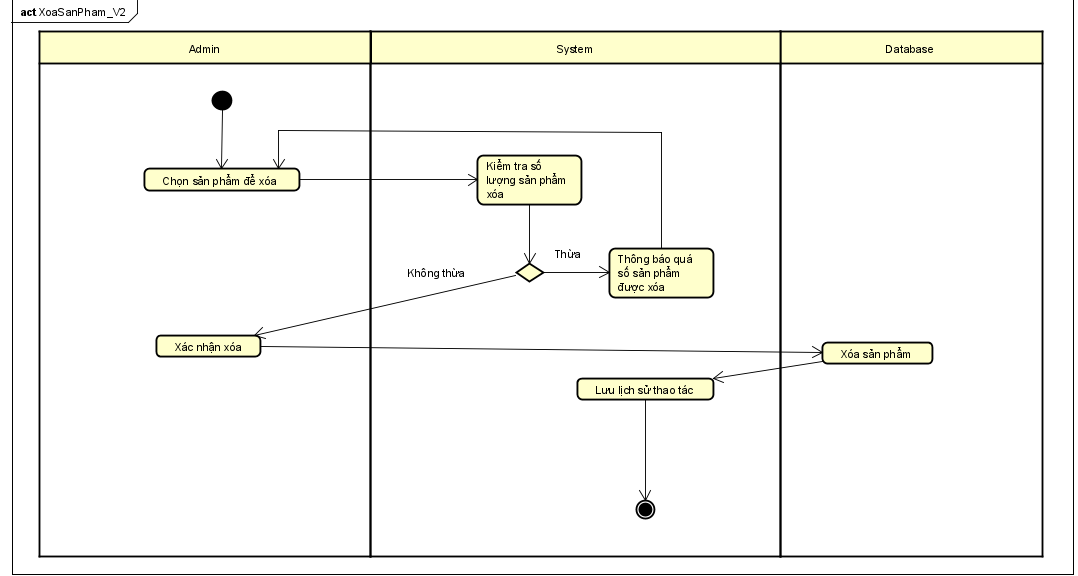 act XoaSanPham_V2
Admin
System
Database
Chọn sản phẩm để xóa
Kiểm tra số
lượng sản phẩm
xóa
Thừa
Không thừa
Thông báo quá
số sản phẩm
được xóa
Xác nhận xóa
Xóa sản phẩm
Lưu lịch sử thao tác